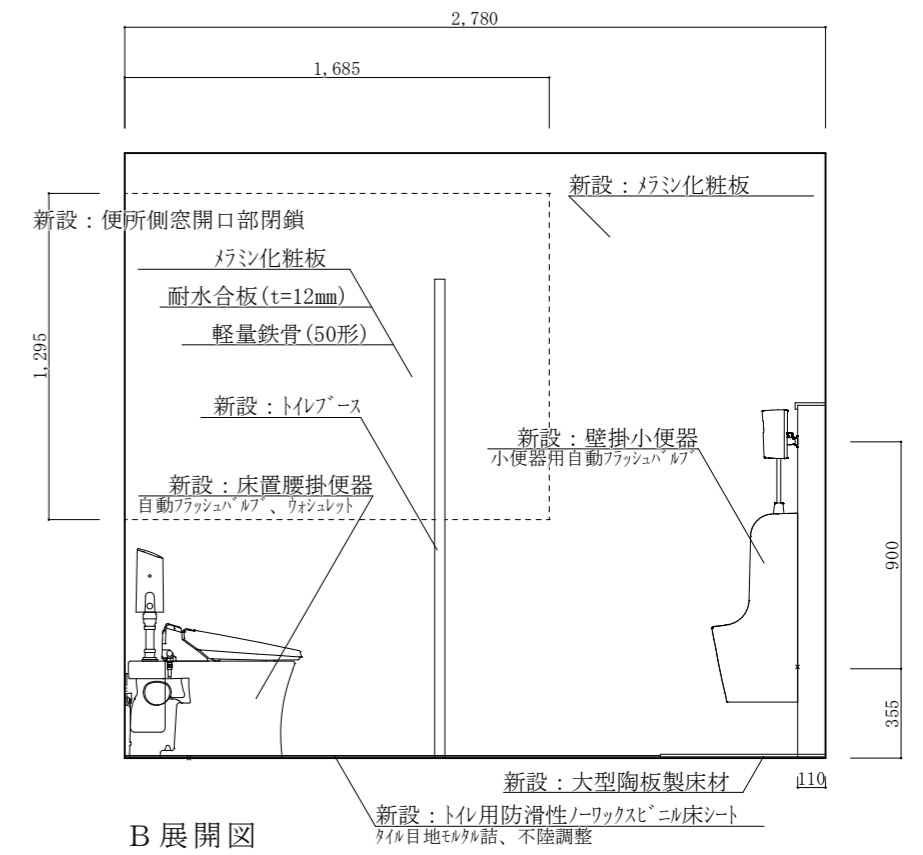 2,780
1,685
新設：メラミン化粧板
新設：便所側窓開口部閉鎖
メラミン化粧板
耐水合板(t=12mm)
軽量鉄骨(50形)
1,295
新設：トイレブース
新設：壁掛小便器
小便器用自動フラッシュバルブ
新設：床置腰掛便器
自動フラッシュバルブ、ウォシュレット
900
355
新設：大型陶板製床材
110
新設：トイレ用防滑性ノーワックスビニル床シート
タイル目地モルタル詰、不陸調整
B展開図